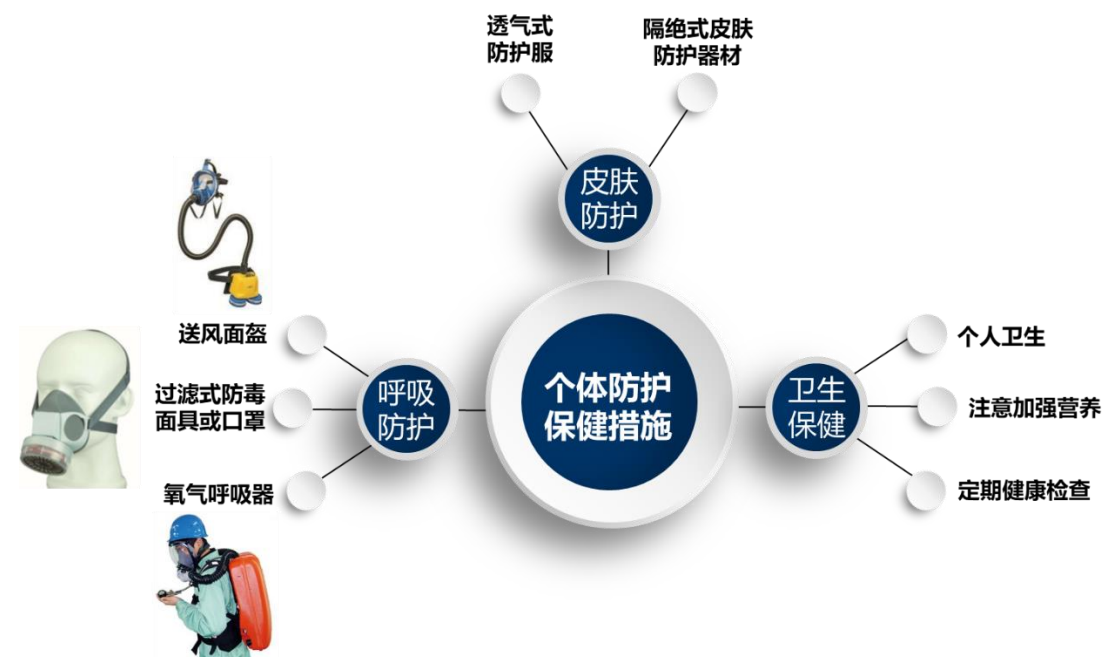 透气式
防护服
隔绝式皮肤
防护器材
皮肤
防护
送风面盔
过滤式防毒
面具或口罩
氧气呼吸器
呼吸
防护
个体防护
保健措施
卫生
保健
个人卫生
注意加强营养
定期健康检查